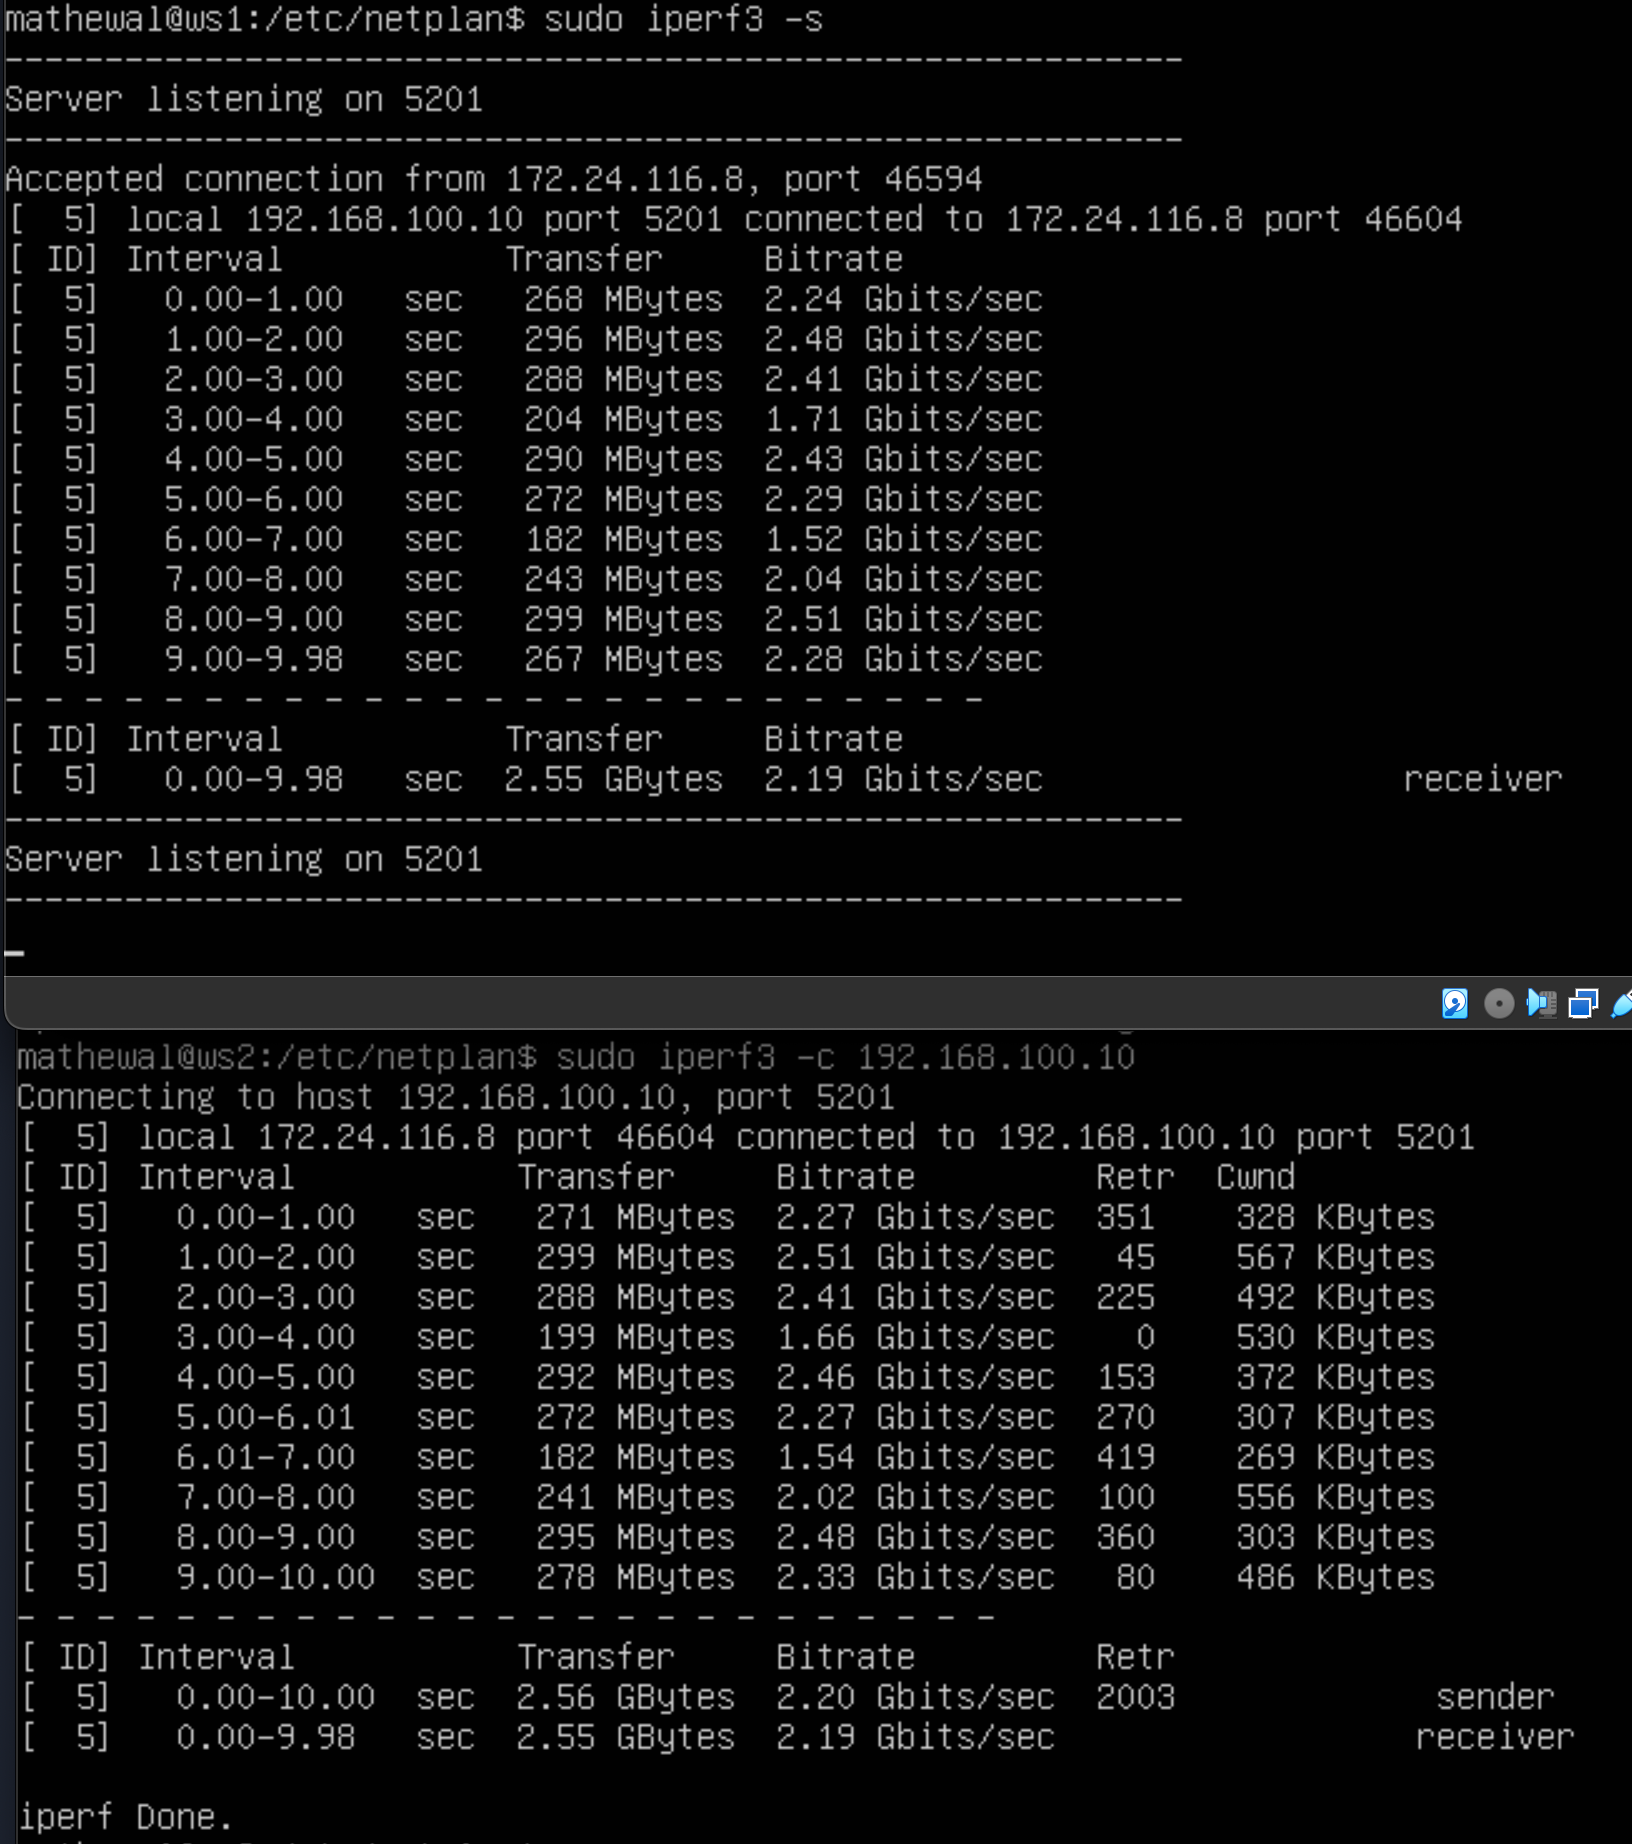 mathewal@ws1:/etc/netplan$ sudo iperf3 -s
-----------------------------------------------------------
Server listening on 5201
-----------------------------------------------------------
Accepted connection from 172.24.116.8, port 46594
[  5] local 192.168.100.10 port 5201 connected to 172.24.116.8 port 46604
[ ID] Interval           Transfer     Bitrate
[  5]   0.00-1.00   sec   268 MBytes  2.24 Gbits/sec
[  5]   1.00-2.00   sec   296 MBytes  2.48 Gbits/sec
[  5]   2.00-3.00   sec   288 MBytes  2.41 Gbits/sec
[  5]   3.00-4.00   sec   204 MBytes  1.71 Gbits/sec
[  5]   4.00-5.00   sec   290 MBytes  2.43 Gbits/sec
[  5]   5.00-6.00   sec   272 MBytes  2.29 Gbits/sec
[  5]   6.00-7.00   sec   182 MBytes  1.52 Gbits/sec
[  5]   7.00-8.00   sec   243 MBytes  2.04 Gbits/sec
[  5]   8.00-9.00   sec   299 MBytes  2.51 Gbits/sec
[  5]   9.00-9.98   sec   267 MBytes  2.28 Gbits/sec
- - - - - - - - - - - - - - - - - - - - - - - - -
[ ID] Interval           Transfer     Bitrate
[  5]   0.00-9.98   sec  2.55 GBytes  2.19 Gbits/sec                  receiver
-----------------------------------------------------------
Server listening on 5201
-----------------------------------------------------------
mathewal@ws2:/etc/netplan$ sudo iperf3 -c 192.168.100.10
Connecting to host 192.168.100.10, port 5201
[  5] local 172.24.116.8 port 46604 connected to 192.168.100.10 port 5201
[ ID] Interval           Transfer     Bitrate         Retr  Cwnd
[  5]   0.00-1.00   sec   271 MBytes  2.27 Gbits/sec  351    328 KBytes
[  5]   1.00-2.00   sec   299 MBytes  2.51 Gbits/sec   45    567 KBytes
[  5]   2.00-3.00   sec   288 MBytes  2.41 Gbits/sec  225    492 KBytes
[  5]   3.00-4.00   sec   199 MBytes  1.66 Gbits/sec    0    530 KBytes
[  5]   4.00-5.00   sec   292 MBytes  2.46 Gbits/sec  153    372 KBytes
[  5]   5.00-6.01   sec   272 MBytes  2.27 Gbits/sec  270    307 KBytes
[  5]   6.01-7.00   sec   182 MBytes  1.54 Gbits/sec  419    269 KBytes
[  5]   7.00-8.00   sec   241 MBytes  2.02 Gbits/sec  100    556 KBytes
[  5]   8.00-9.00   sec   295 MBytes  2.48 Gbits/sec  360    303 KBytes
[  5]   9.00-10.00  sec   278 MBytes  2.33 Gbits/sec   80    486 KBytes
- - - - - - - - - - - - - - - - - - - - - - - - -
[ ID] Interval           Transfer     Bitrate         Retr
[  5]   0.00-10.00  sec  2.56 GBytes  2.20 Gbits/sec  2003             sender
[  5]   0.00-9.98   sec  2.55 GBytes  2.19 Gbits/sec                  receiver
iperf Done.